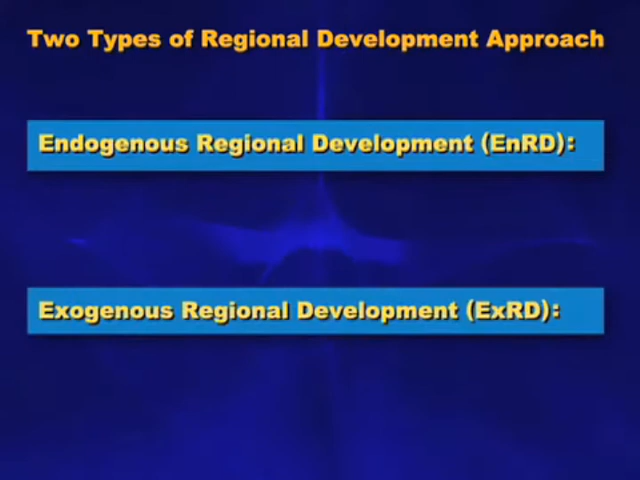 Two Types of Regional Development Approach
Endogenous Regional Development (EnRD):
Exogenous Regional Development (ExRD):